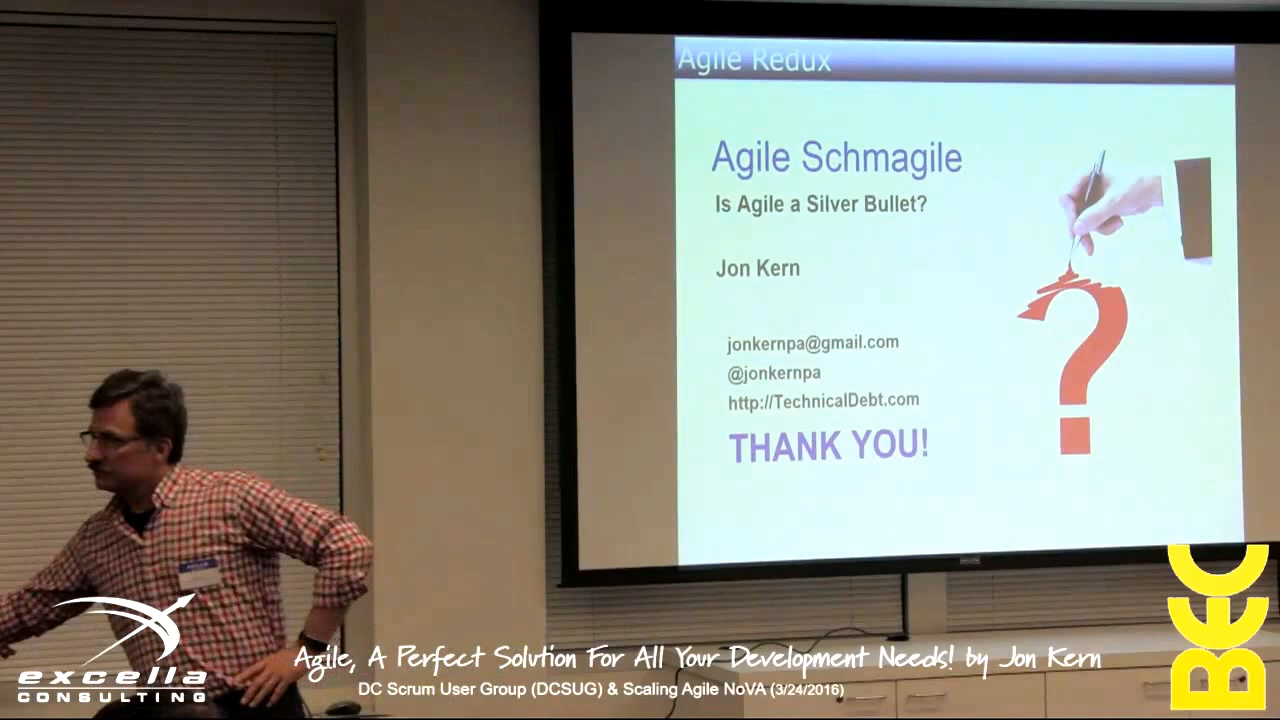 Agile Redux
Agile Schmagile
Is Agile a Silver Bullet?
Jon Kern
jonkernpa@gmail.com
@jonkernpa
http://TechnicalDebt.com
THANK YOU!
excella
CONSULTING
Agile, A Perfect Solution For All Your Development Needs! by Jon Kern
DC Scrum User Group (DCSUG) & Scaling Agile NoVA (3/24/2016)
BEC